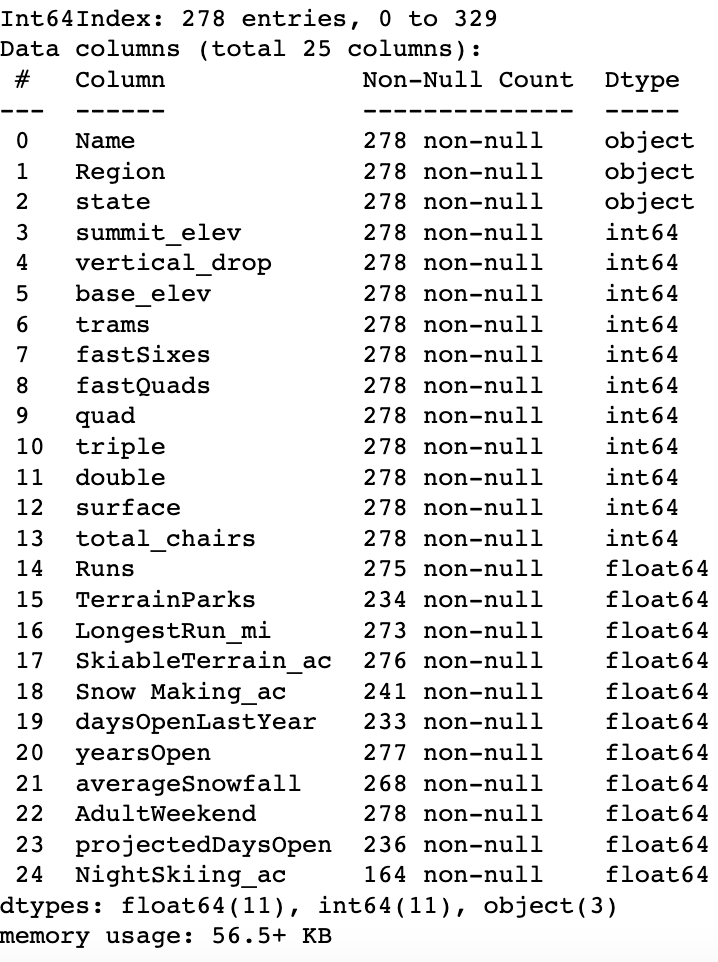 Int64Index: 278 entries, 0 to 329
Data columns (total 25 columns):
 #   Column             Non-Null Count  Dtype
---  ------             --------------  -----
 0   Name               278 non-null    object
 1   Region             278 non-null    object
 2   state              278 non-null    object
 3   summit_elev        278 non-null    int64
 4   vertical_drop      278 non-null    int64
 5   base_elev          278 non-null    int64
 6   trams              278 non-null    int64
 7   fastSixes          278 non-null    int64
 8   fastQuads          278 non-null    int64
 9   quad               278 non-null    int64
 10  triple             278 non-null    int64
 11  double             278 non-null    int64
 12  surface            278 non-null    int64
 13  total_chairs       278 non-null    int64
 14  Runs               275 non-null    float64
 15  TerrainParks       234 non-null    float64
 16  LongestRun_mi      273 non-null    float64
 17  SkiableTerrain_ac  276 non-null    float64
 18  Snow Making_ac     241 non-null    float64
 19  daysOpenLastYear   233 non-null    float64
 20  yearsOpen          277 non-null    float64
 21  averageSnowfall    268 non-null    float64
 22  AdultWeekend       278 non-null    float64
 23  projectedDaysOpen  236 non-null    float64
 24  NightSkiing_ac     164 non-null    float64
dtypes: float64(11), int64(11), object(3)
memory usage: 56.5+ KB